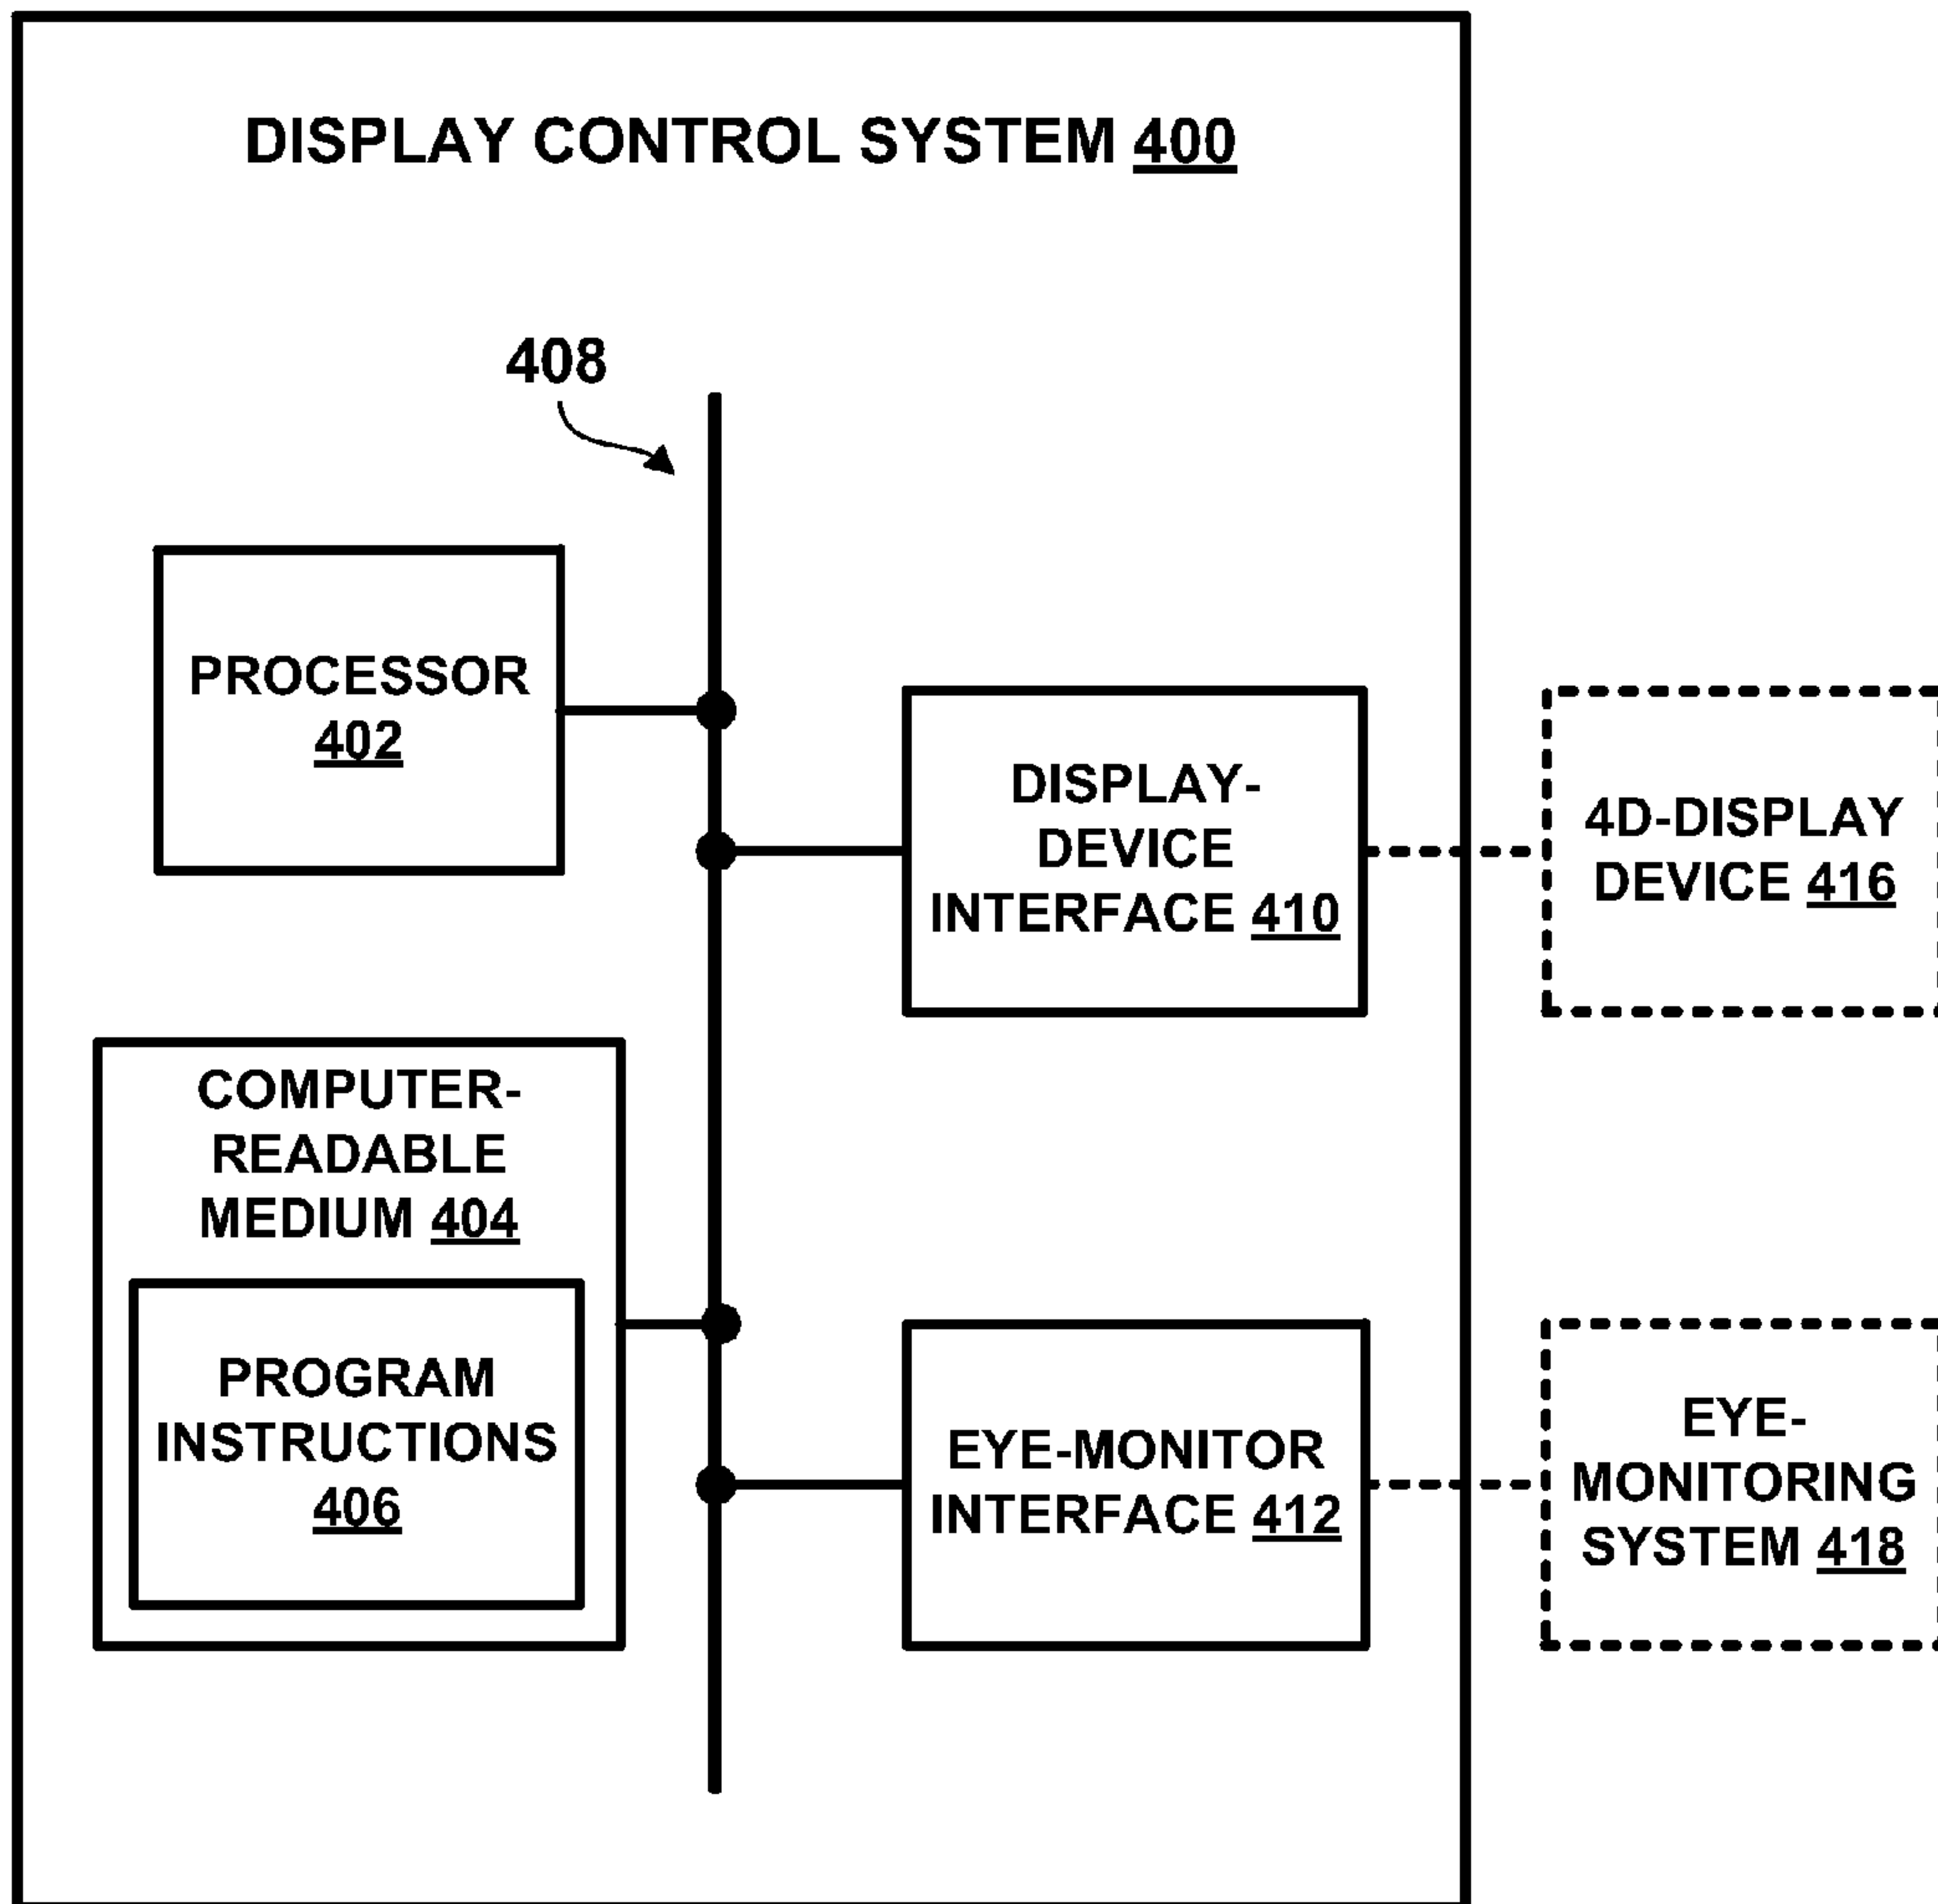 DISPLAY CONTROL SYSTEM 400
408
PROCESSOR
402
DISPLAY-
DEVICE
INTERFACE 410
4D-DISPLAY
DEVICE 416
COMPUTER-
READABLE
MEDIUM 404
PROGRAM
INSTRUCTIONS
406
EYE-MONITOR
INTERFACE 412
EYE-
MONITORING
SYSTEM 418